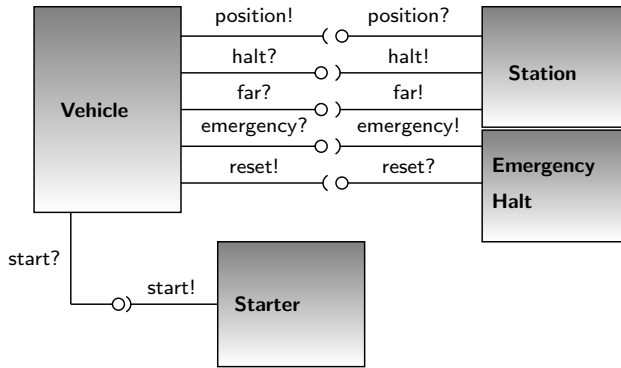 position! position?
halt? halt!
Station
far? far!
Vehicle
emergency? emergency!
reset! reset?
Emergency
Halt
start?
start!
Starter